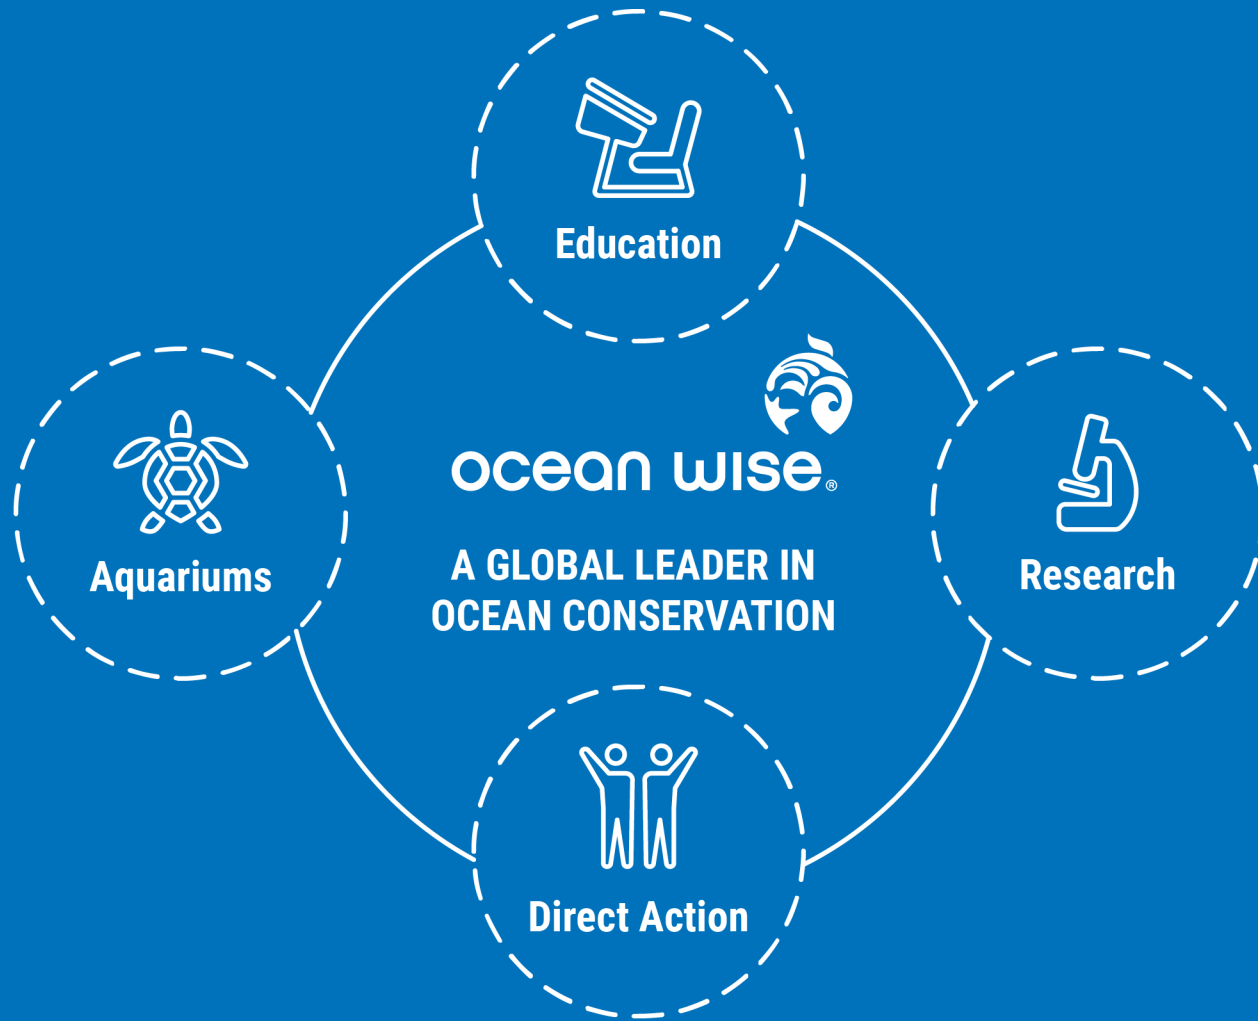 Education
ocean wise®
A GLOBAL LEADER IN
OCEAN CONSERVATION
Aquariums
Research
Direct Action